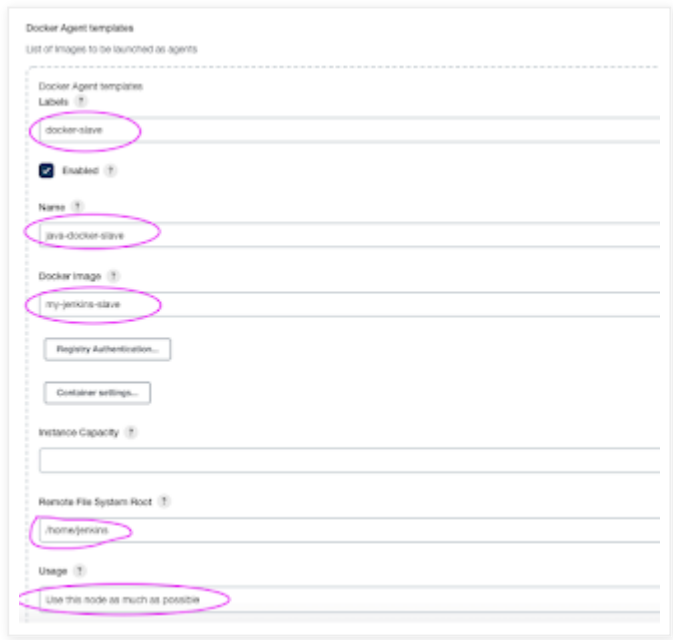 Docker Agent templates
List of Images to be launched as agents
Docker Agent templates
Labels ?
docker-slave
Enabled ?
Name ?
java-docker-slave
Docker Image ?
my-jenkins-slave
Registry Authentication...
Container settings...
Instance Capacity ?
Remote File System Root ?
/home/jenkins
Usage ?
Use this node as much as possible